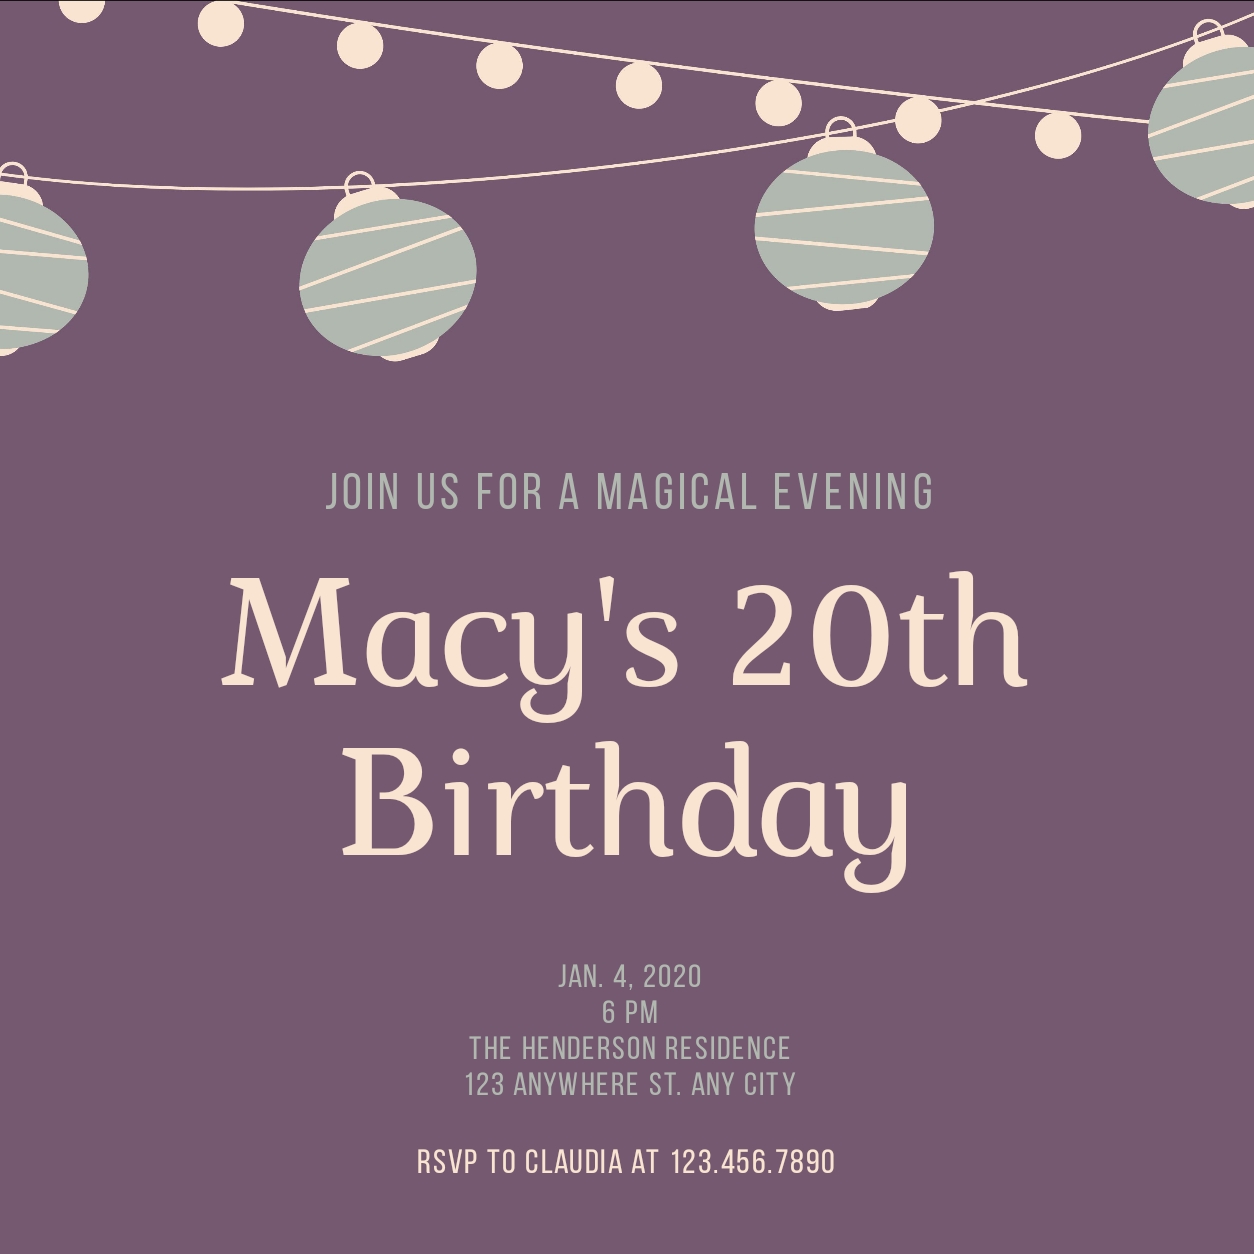 JOIN US FOR A MAGICAL EVENING
Macy's 20th
Birthday
JAN. 4, 2020
6 PM
THE HENDERSON RESIDENCE
123 ANYWHERE ST. ANY CITY
RSVP TO CLAUDIA AT 123.456.7890